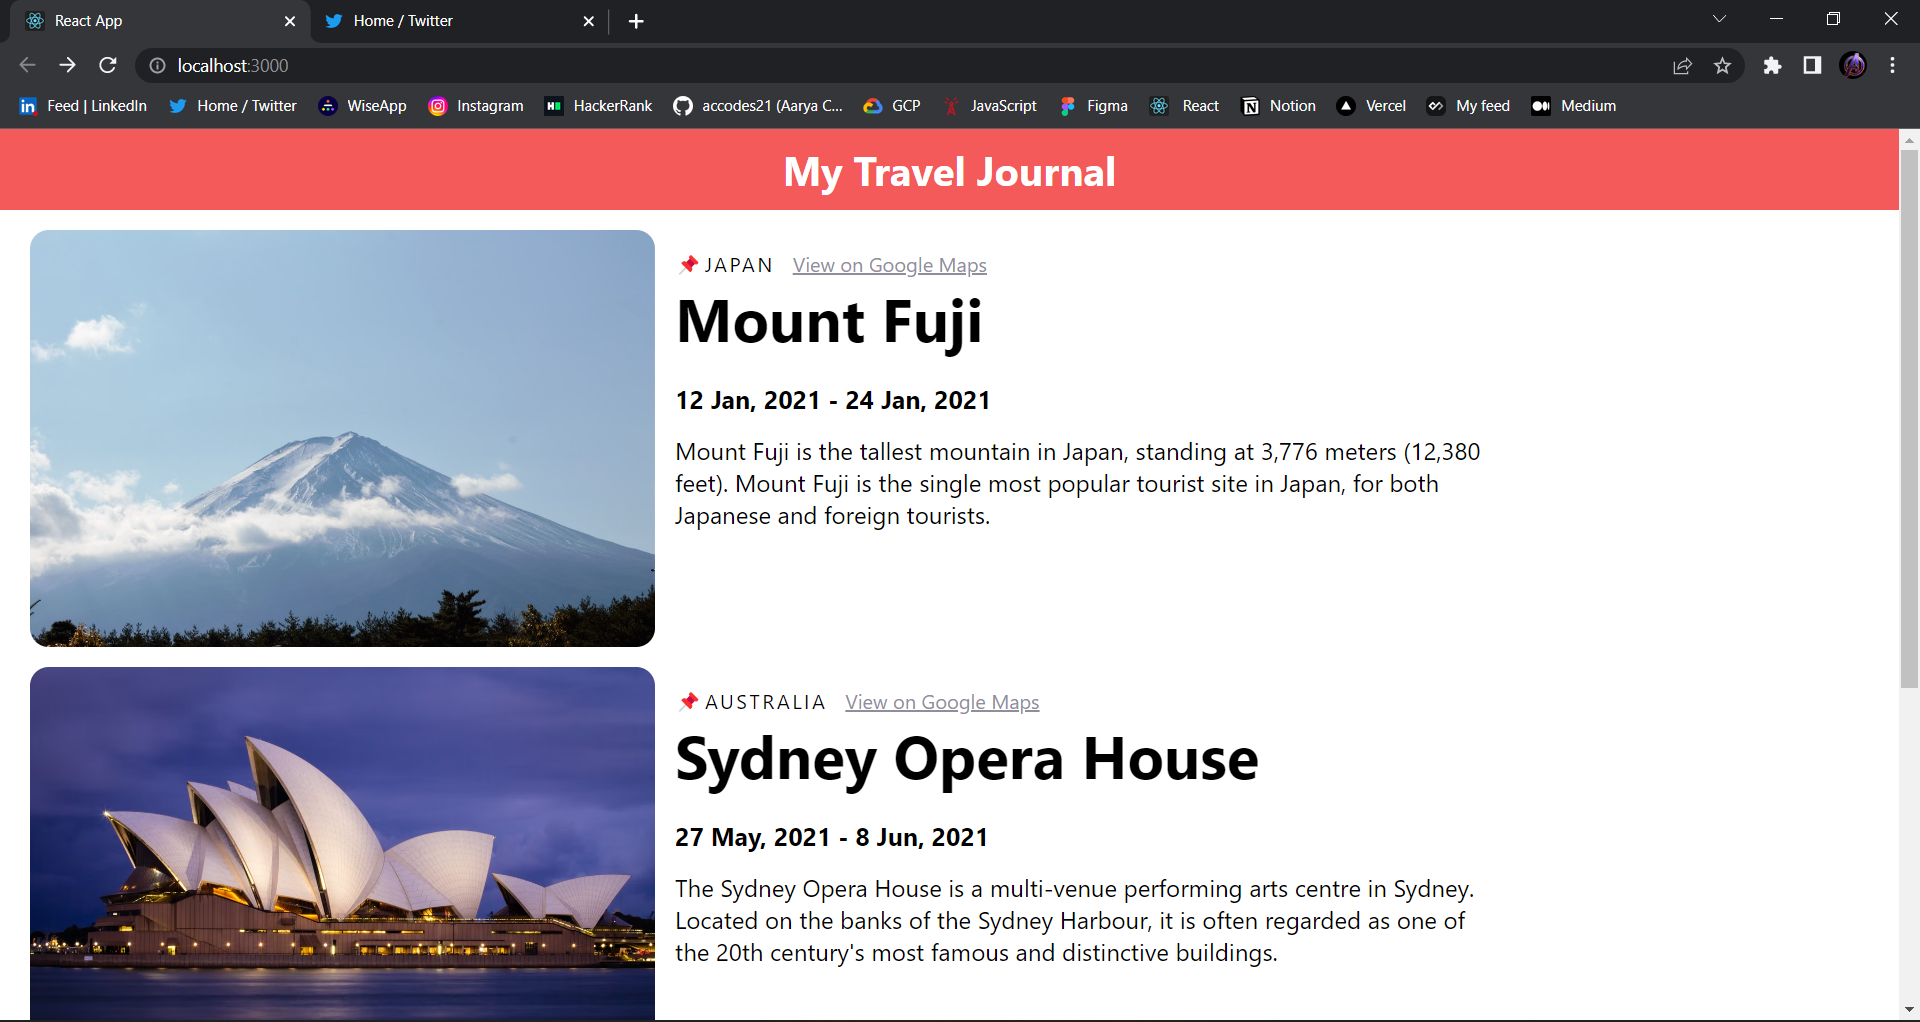 React App
Home / Twitter
localhost:3000
Feed | LinkedIn
Home / Twitter
WiseApp
Instagram
HackerRank
accodes21 (Aarya C...
GCP
JavaScript
Figma
React
Notion
Vercel
My feed
Medium
My Travel Journal
JAPAN View on Google Maps
Mount Fuji
12 Jan, 2021 - 24 Jan, 2021
Mount Fuji is the tallest mountain in Japan, standing at 3,776 meters (12,380
feet). Mount Fuji is the single most popular tourist site in Japan, for both
Japanese and foreign tourists.
AUSTRALIA View on Google Maps
Sydney Opera House
27 May, 2021 - 8 Jun, 2021
The Sydney Opera House is a multi-venue performing arts centre in Sydney.
Located on the banks of the Sydney Harbour, it is often regarded as one of
the 20th century's most famous and distinctive buildings.